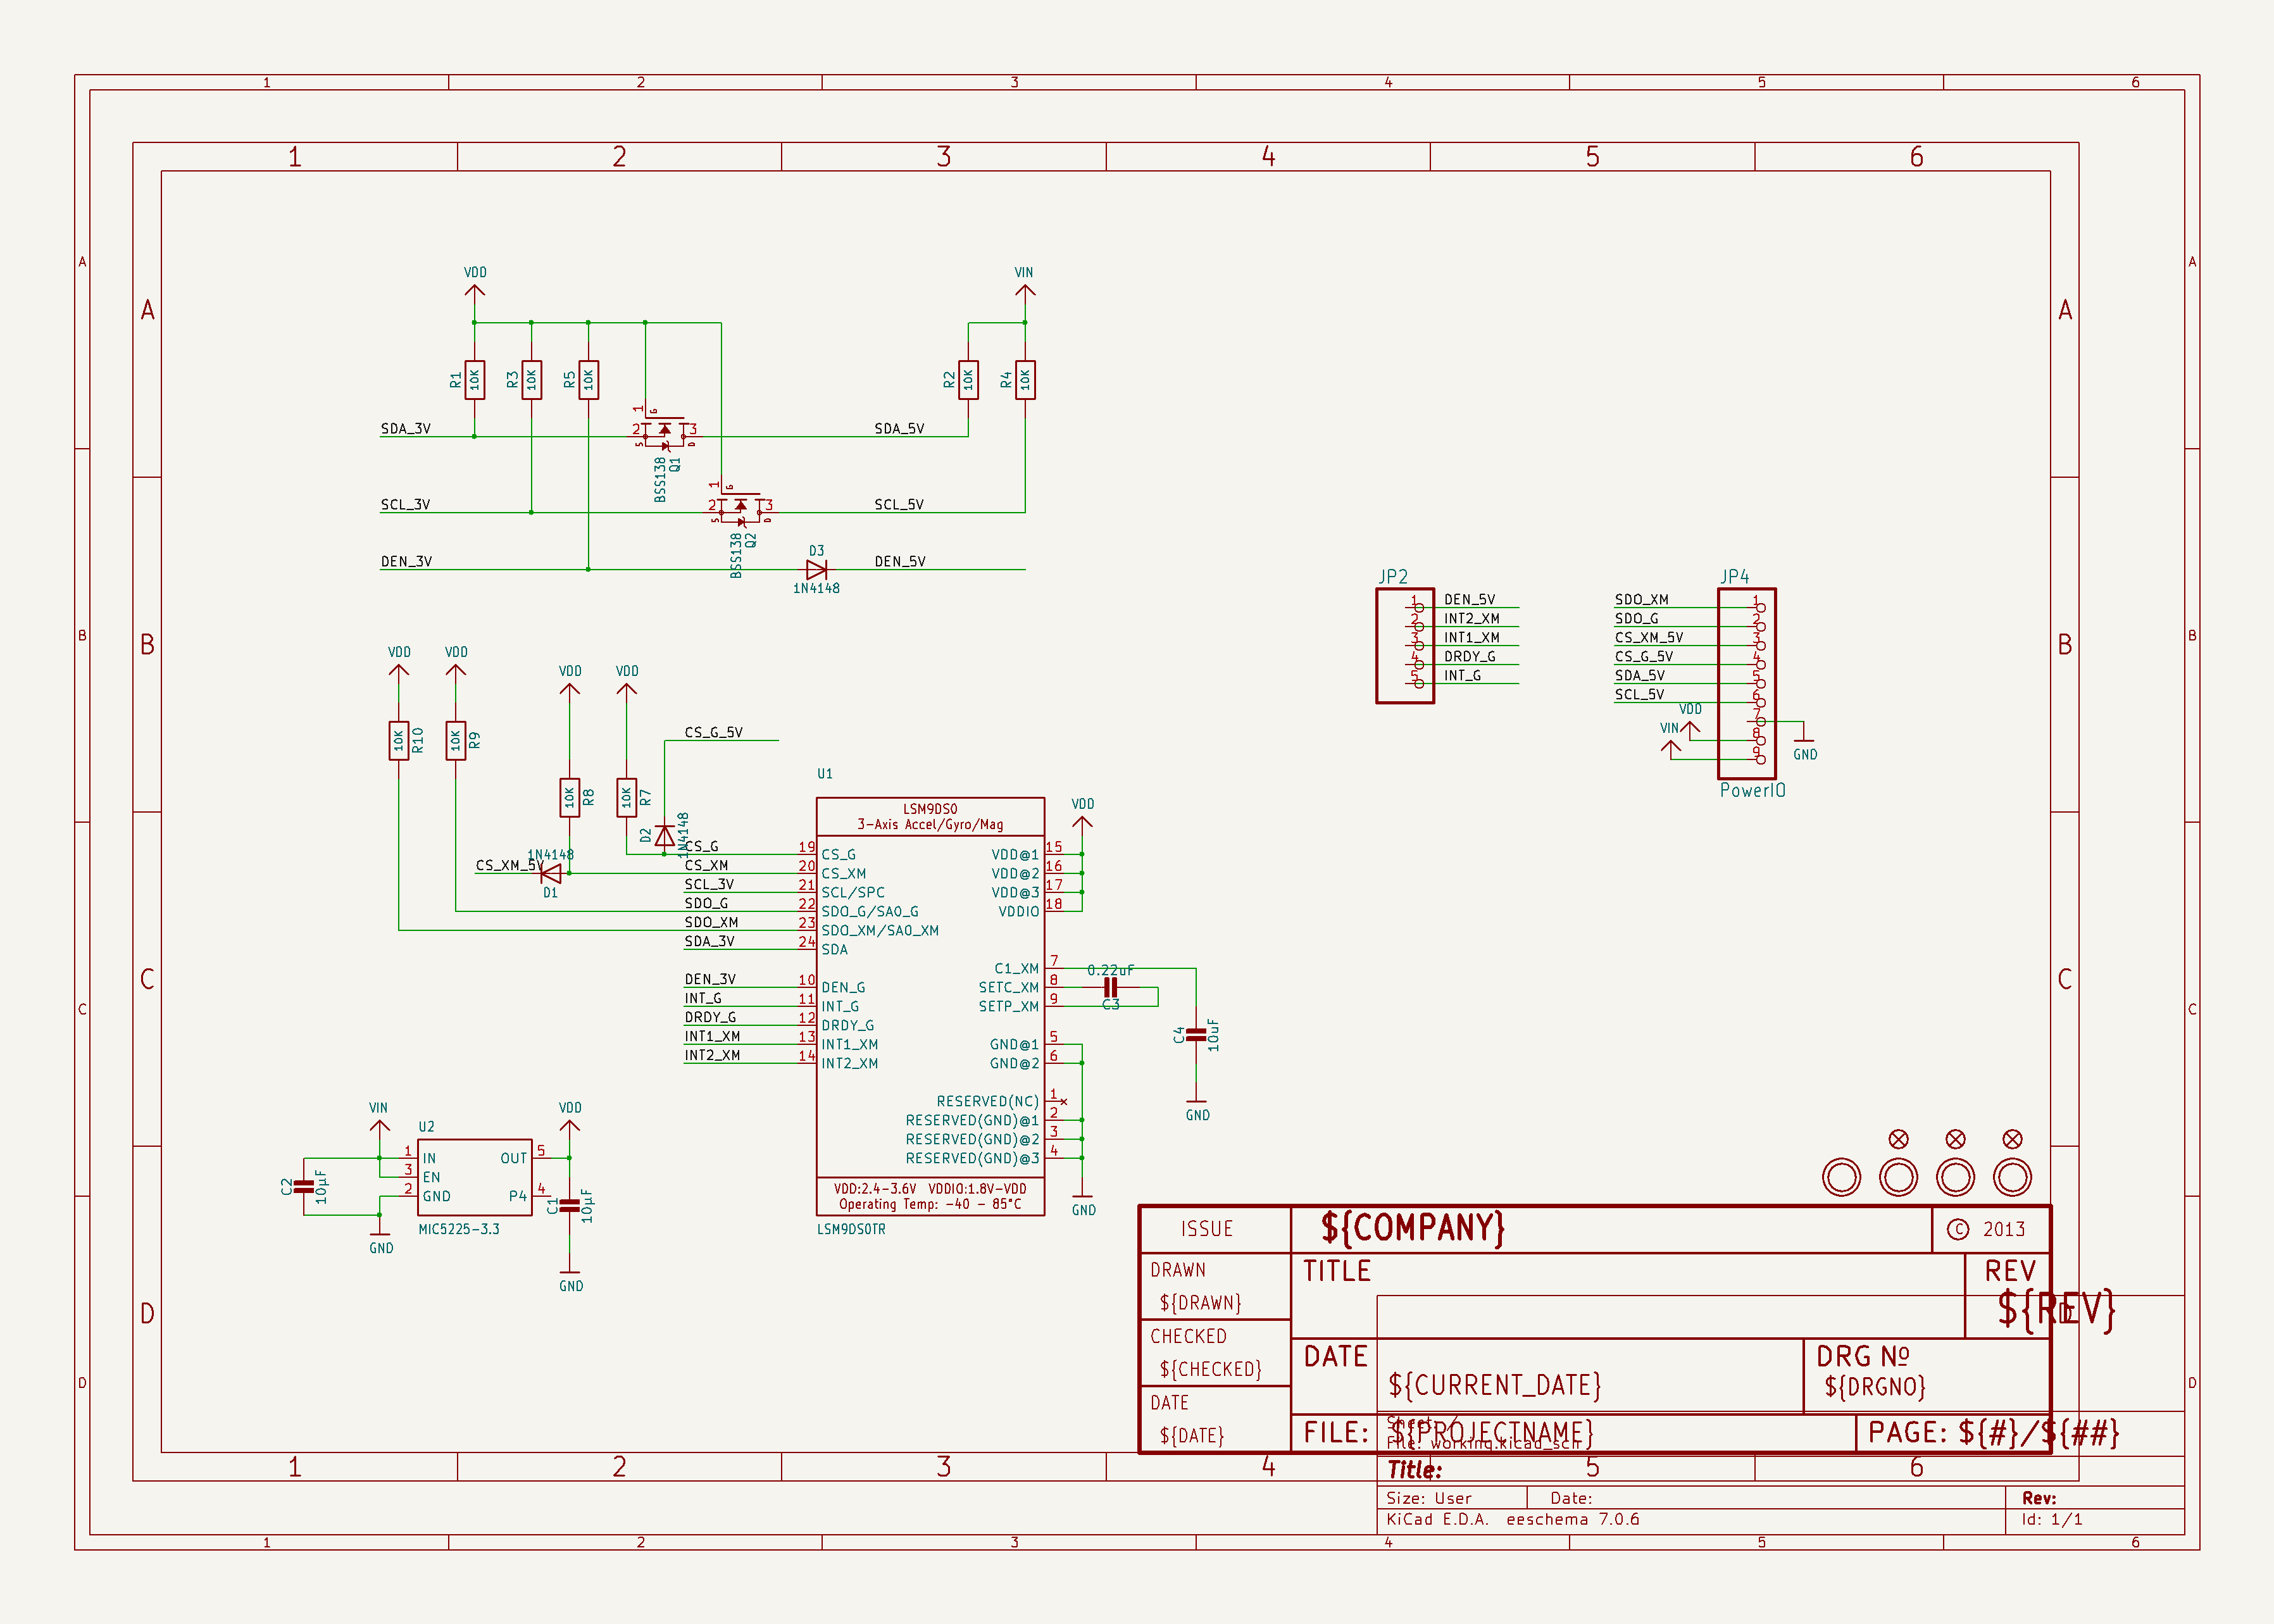 1 2 3 4 5 6
1 2 3 4 5 6
A A
A A
B B
B B
C C
C C
D D
D D
VDD VIN
R1 10K R3 10K R5 10K R2 10K R4 10K
SDA_3V 1 G 2 S 3 D SDA_5V
BSS138 Q1
SCL_3V 1 G 2 S 3 D SCL_5V
BSS138 Q2
DEN_3V D3 DEN_5V
1N4148
JP2
1 DEN_5V
2 INT2_XM
3 INT1_XM
4 DRDY_G
5 INT_G
JP4
SDO_XM 1
SDO_G 2
CS_XM_5V 3
CS_G_5V 4
SDA_5V 5
SCL_5V 6
VDD 7
VIN 8
9 GND
PowerIO
VDD VDD VDD VDD
10K R10 10K R9 10K R8 10K R7
CS_G_5V
D2 1N4148
CS_XM_5V 1N4148
D1
U1
LSM9DS0
3-Axis Accel/Gyro/Mag
VDD
CS_G 19 CS_G VDD@1 15
CS_XM 20 CS_XM VDD@2 16
SCL_3V 21 SCL/SPC VDD@3 17
SDO_G 22 SDO_G/SA0_G VDDIO 18
SDO_XM 23 SDO_XM/SA0_XM
SDA_3V 24 SDA
C1_XM 7 0.22uF
DEN_3V 10 DEN_G SETC_XM 8
INT_G 11 INT_G SETP_XM 9 C3
DRDY_G 12 DRDY_G
INT1_XM 13 INT1_XM GND@1 5 C4 10uF
INT2_XM 14 INT2_XM GND@2 6
RESERVED(NC) 1
RESERVED(GND)@1 2 GND
RESERVED(GND)@2 3
RESERVED(GND)@3 4
VDD:2.4-3.6V VDDIO:1.8V-VDD
Operating Temp: -40 - 85°C
LSM9DS0TR GND
VIN VDD
U2
1 IN OUT 5
3 EN
2 GND P4 4
C2 10µF C1 10µF
MIC5225-3.3
GND GND
ISSUE ${COMPANY} © 2013
DRAWN TITLE REV
${DRAWN} ${REV}
CHECKED DATE DRG Nº
${CHECKED} ${CURRENT_DATE} ${DRGNO}
DATE
${DATE} FILE: ${PROJECTNAME} PAGE: ${#}/${##}
Sheet: /
File: working.kicad_sch
Title:
Size: User Date: Rev:
KiCad E.D.A. eeschema 7.0.6 Id: 1/1
1 2 3 4 5 6
1 2 3 4 5 6